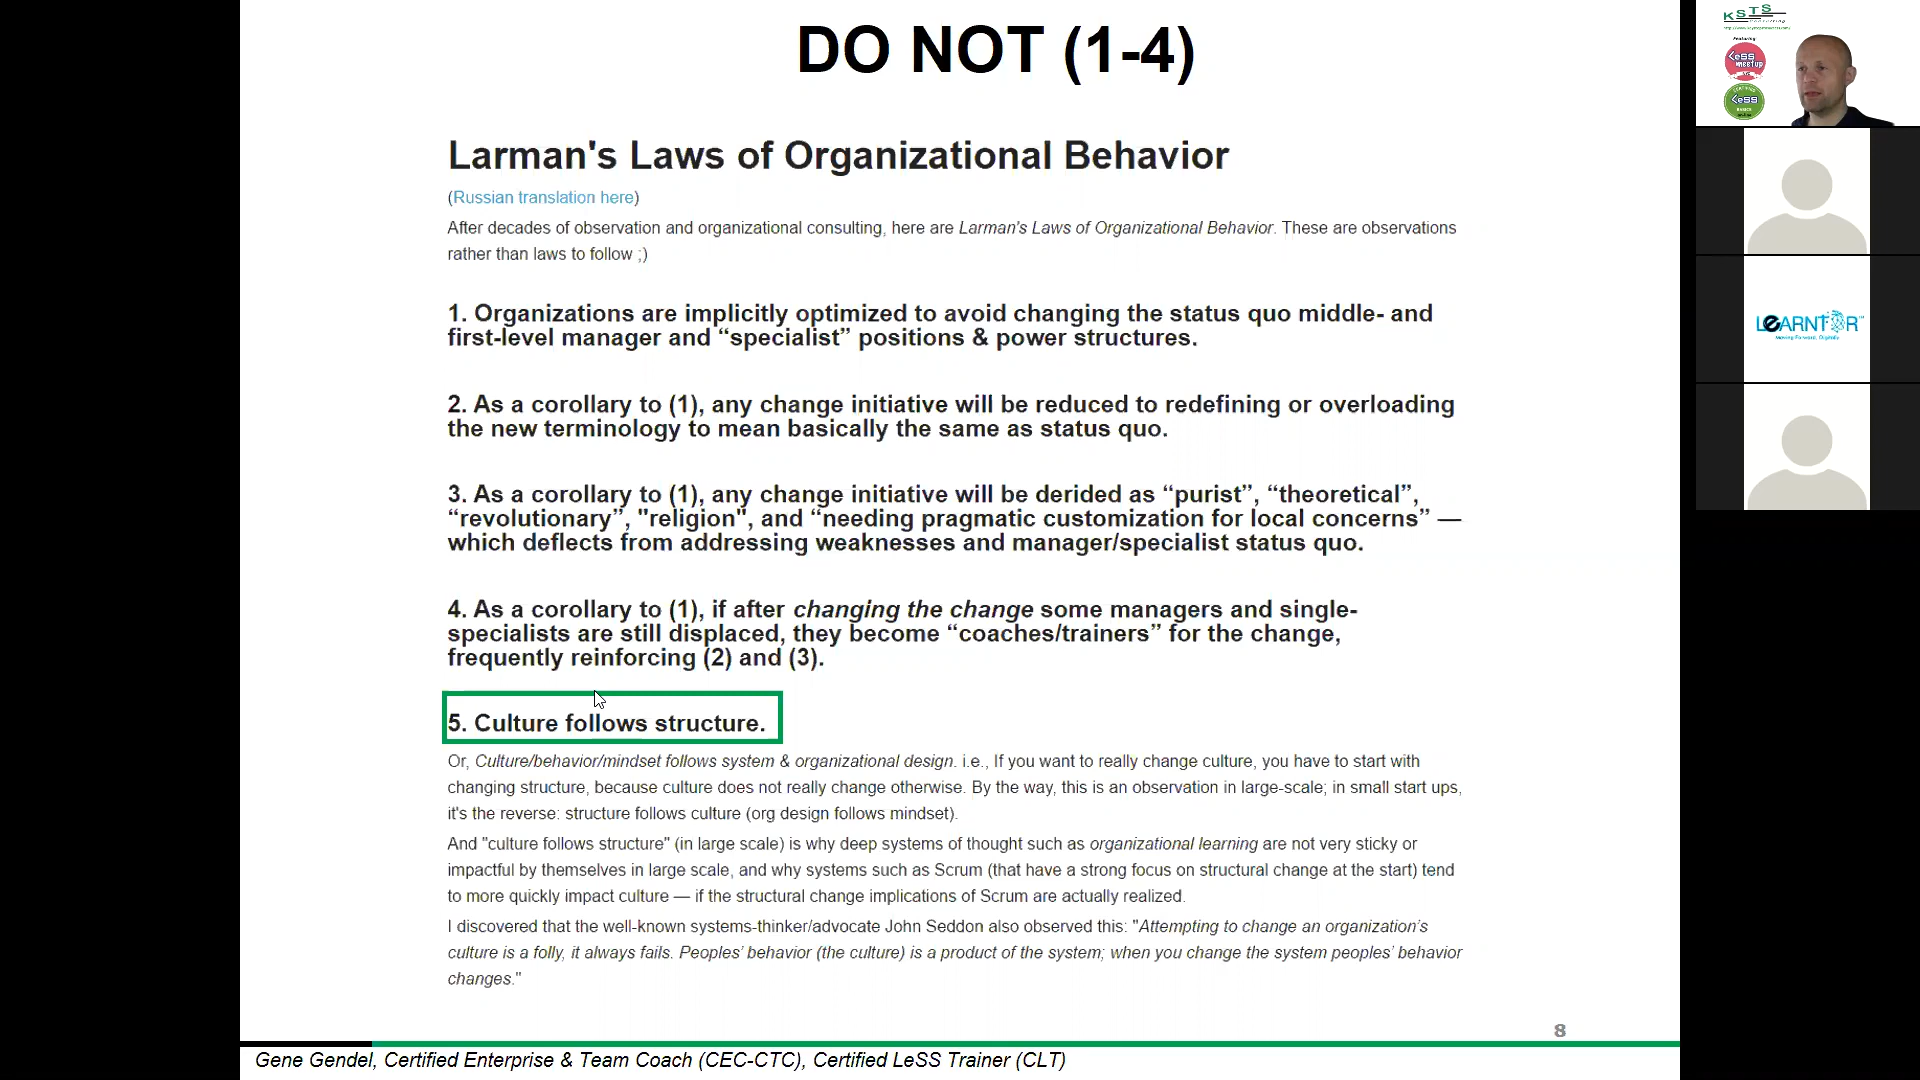 DO NOT (1-4)
Larman's Laws of Organizational Behavior
(Russian translation here)
After decades of observation and organizational consulting, here are Larman's Laws of Organizational Behavior. These are observations
rather than laws to follow ;)
1. Organizations are implicitly optimized to avoid changing the status quo middle- and
first-level manager and “specialist” positions & power structures.
2. As a corollary to (1), any change initiative will be reduced to redefining or overloading
the new terminology to mean basically the same as status quo.
3. As a corollary to (1), any change initiative will be derided as “purist”, “theoretical”,
“revolutionary”, "religion", and “needing pragmatic customization for local concerns” —
which deflects from addressing weaknesses and manager/specialist status quo.
4. As a corollary to (1), if after changing the change some managers and single-
specialists are still displaced, they become “coaches/trainers” for the change,
frequently reinforcing (2) and (3).
5. Culture follows structure.
Or, Culture/behavior/mindset follows system & organizational design. i.e., If you want to really change culture, you have to start with
changing structure, because culture does not really change otherwise. By the way, this is an observation in large-scale; in small start ups,
it's the reverse: structure follows culture (org design follows mindset).
And "culture follows structure" (in large scale) is why deep systems of thought such as organizational learning are not very sticky or
impactful by themselves in large scale, and why systems such as Scrum (that have a strong focus on structural change at the start) tend
to more quickly impact culture — if the structural change implications of Scrum are actually realized.
I discovered that the well-known systems-thinker/advocate John Seddon also observed this: "Attempting to change an organization’s
culture is a folly, it always fails. Peoples’ behavior (the culture) is a product of the system; when you change the system peoples’ behavior
changes."
8
Gene Gendel, Certified Enterprise & Team Coach (CEC-CTC), Certified LeSS Trainer (CLT)
KSTS
Featuring:
LeSS
meetup
LeSS
LEARNTOR
Moving Forward, Digitally